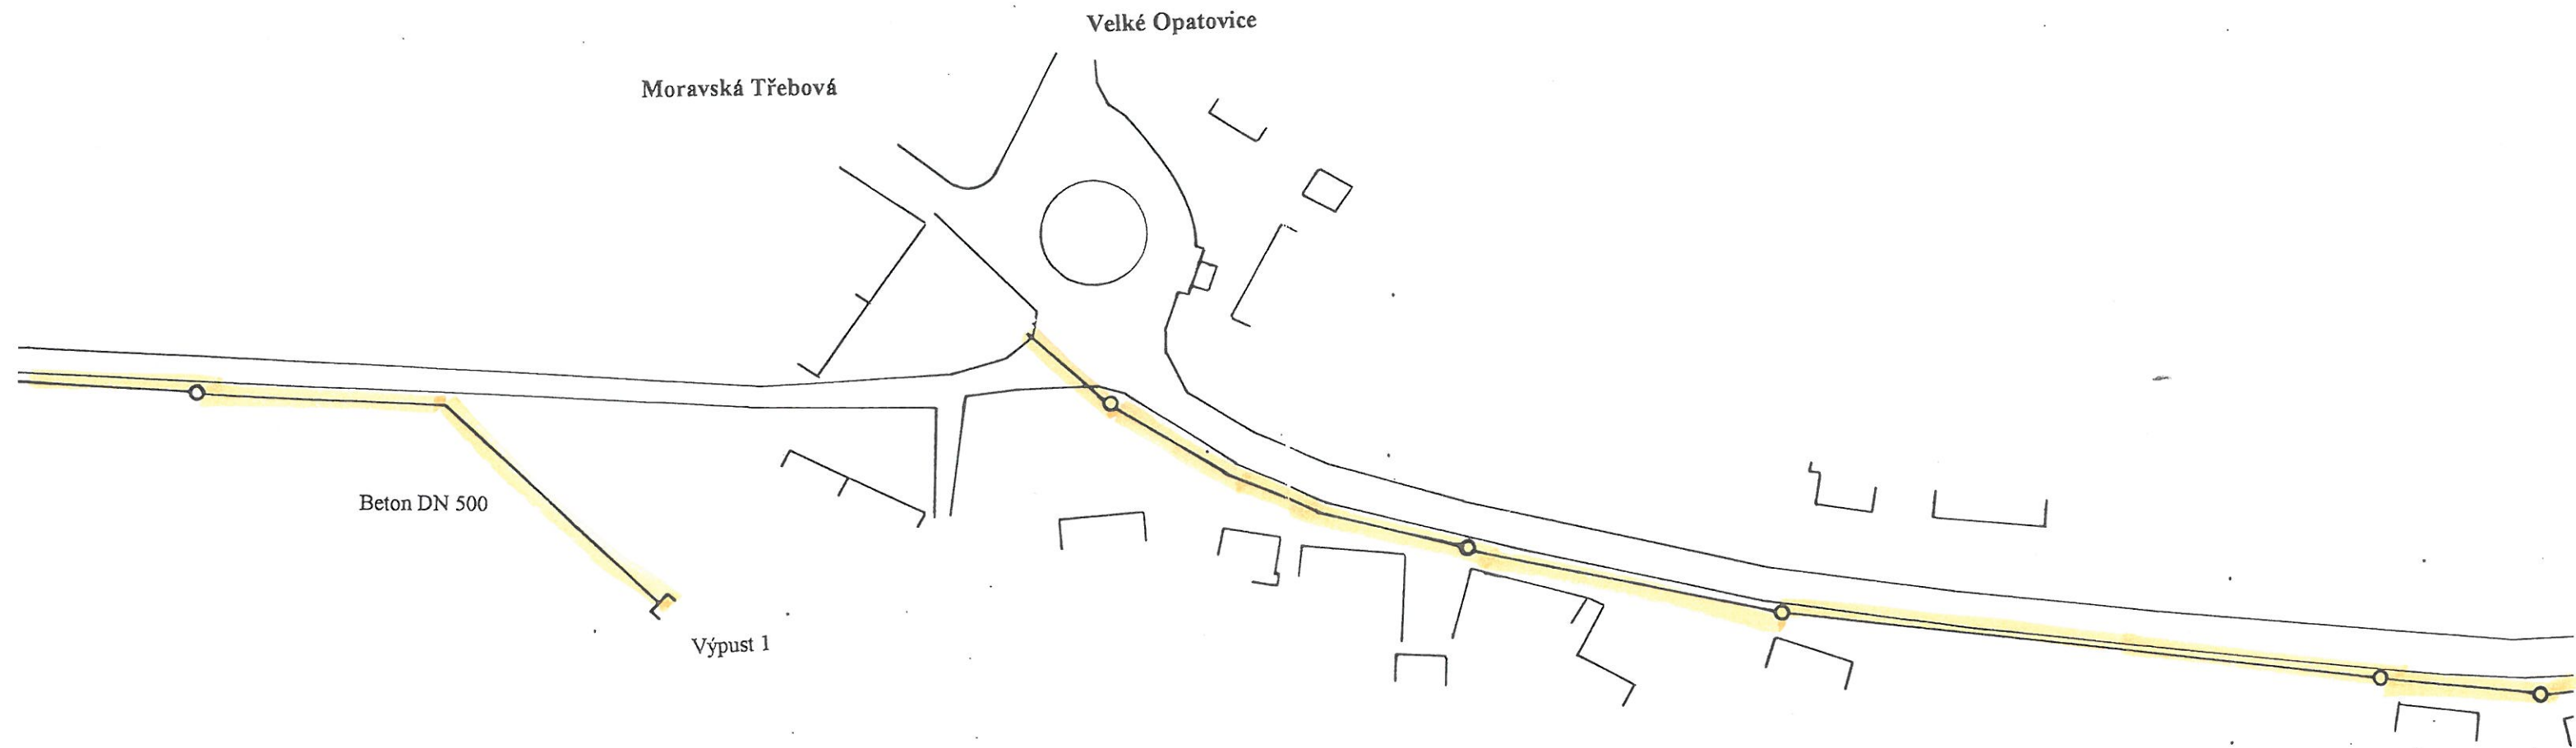 Velké Opatovice
Moravská Třebová
Beton DN 500
Výpust 1